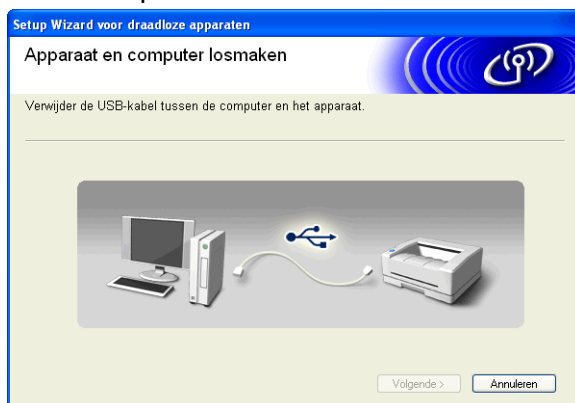 Setup Wizard voor draadloze apparaten
Apparaat en computer losmaken
Verwijder de USB-kabel tussen de computer en het apparaat.
Volgende >
Annuleren